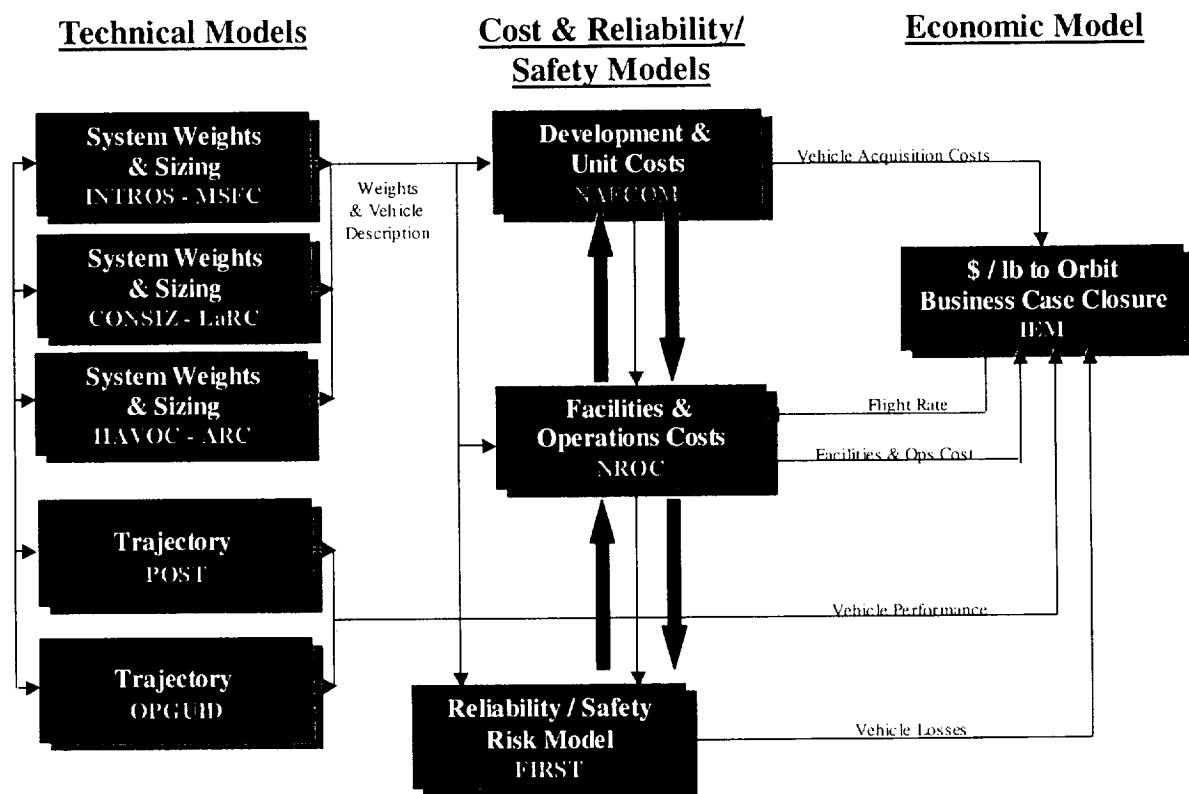 Technical Models
Cost & Reliability/
Safety Models
Economic Model
System Weights
& Sizing
INTROS - MSFC
System Weights
& Sizing
CONSIZ - LaRC
System Weights
& Sizing
HAVOC - ARC
Trajectory
POST
Trajectory
OPGUID
Weights
& Vehicle
Description
Development &
Unit Costs
NAFCOM
Facilities &
Operations Costs
NROC
Reliability / Safety
Risk Model
FIRST
Vehicle Acquisition Costs
$ / lb to Orbit
Business Case Closure
IEM
Flight Rate
Facilities & Ops Cost
Vehicle Performance
Vehicle Losses